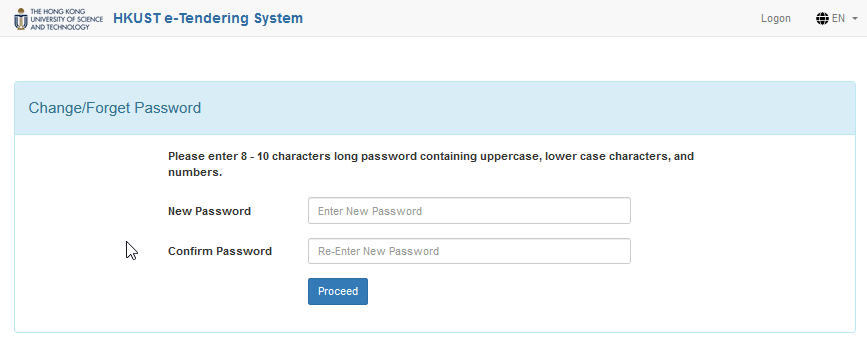 THE HONG KONG
UNIVERSITY OF SCIENCE
AND TECHNOLOGY
HKUST e-Tendering System
Logon
EN
Change/Forget Password
Please enter 8 - 10 characters long password containing uppercase, lower case characters, and
numbers.
New Password
Enter New Password
Confirm Password
Re-Enter New Password
Proceed